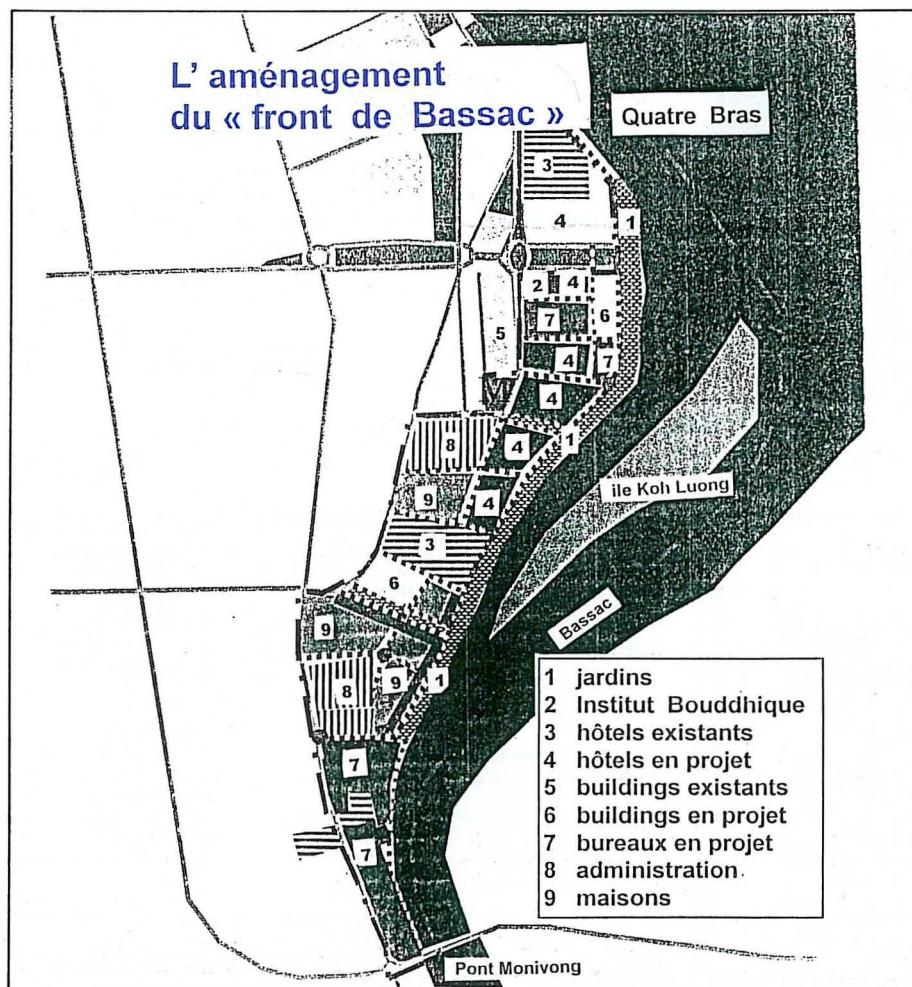 L' aménagement
du « front de Bassac »
Quatre Bras
3
4
1
2
4
7
6
5
4
7
4
1
8
4
9
4
ile Koh Luong
3
6
Bassac
9
9
1
8
7
7
1 jardins
2 Institut Bouddhique
3 hôtels existants
4 hôtels en projet
5 buildings existants
6 buildings en projet
7 bureaux en projet
8 administration
9 maisons
Pont Monivong